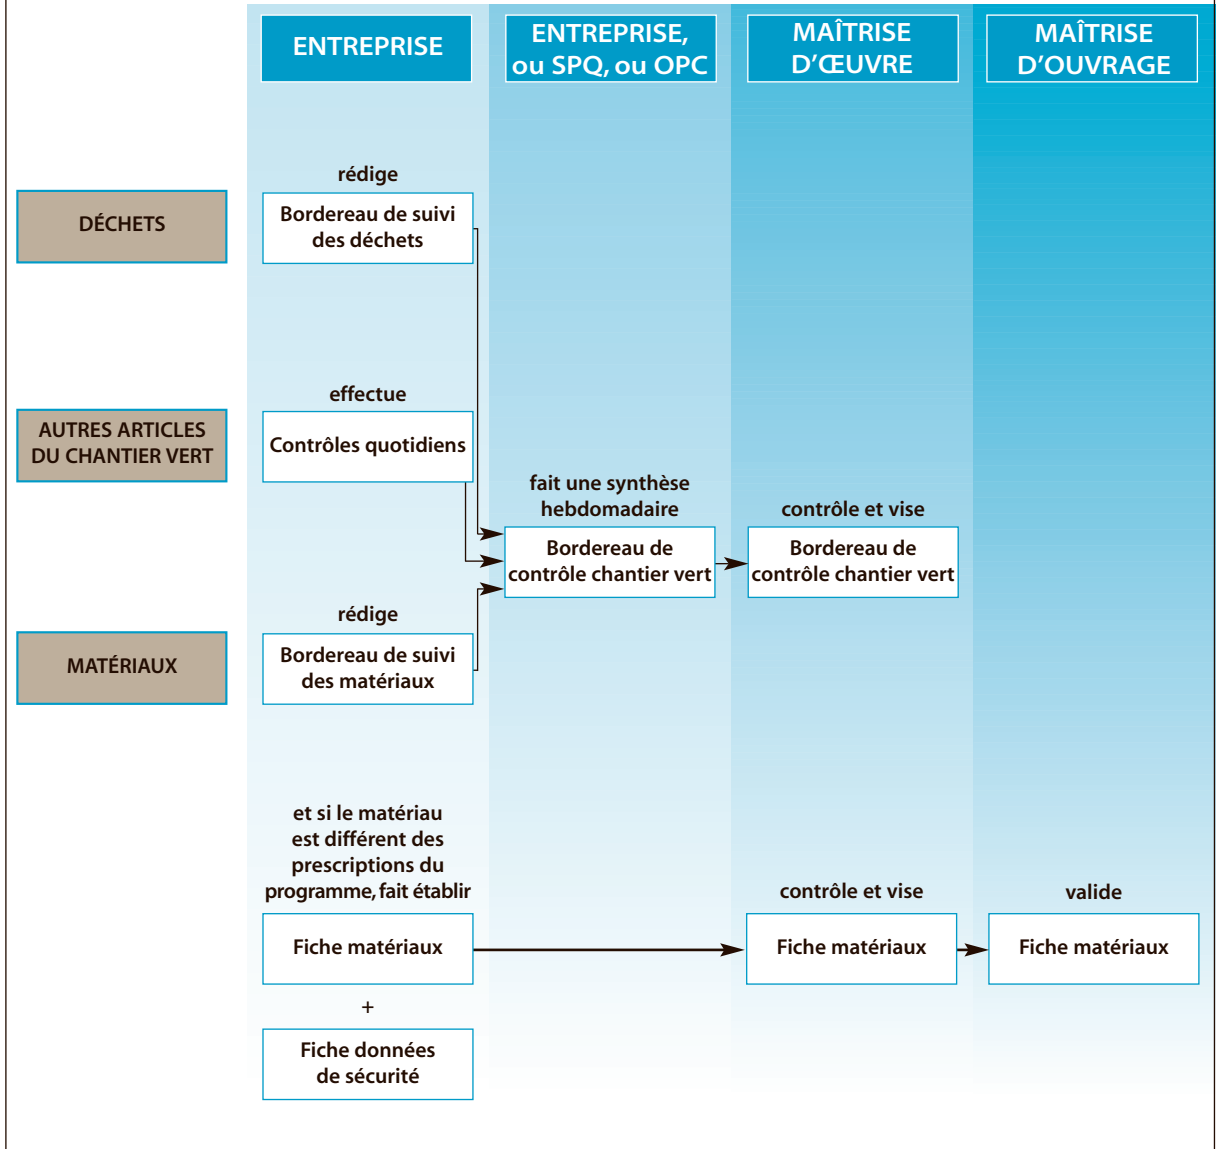 ENTREPRISE
ENTREPRISE,
ou SPQ, ou OPC
MAÎTRISE
D'ŒUVRE
MAÎTRISE
D'OUVRAGE
DÉCHETS
rédige
Bordereau de suivi
des déchets
AUTRES ARTICLES
DU CHANTIER VERT
effectue
Contrôles quotidiens
fait une synthèse
hebdomadaire
Bordereau de
contrôle chantier vert
contrôle et vise
Bordereau de
contrôle chantier vert
MATÉRIAUX
rédige
Bordereau de suivi
des matériaux
et si le matériau
est différent des
prescriptions du
programme, fait établir
Fiche matériaux
+
Fiche données
de sécurité
contrôle et vise
Fiche matériaux
valide
Fiche matériaux